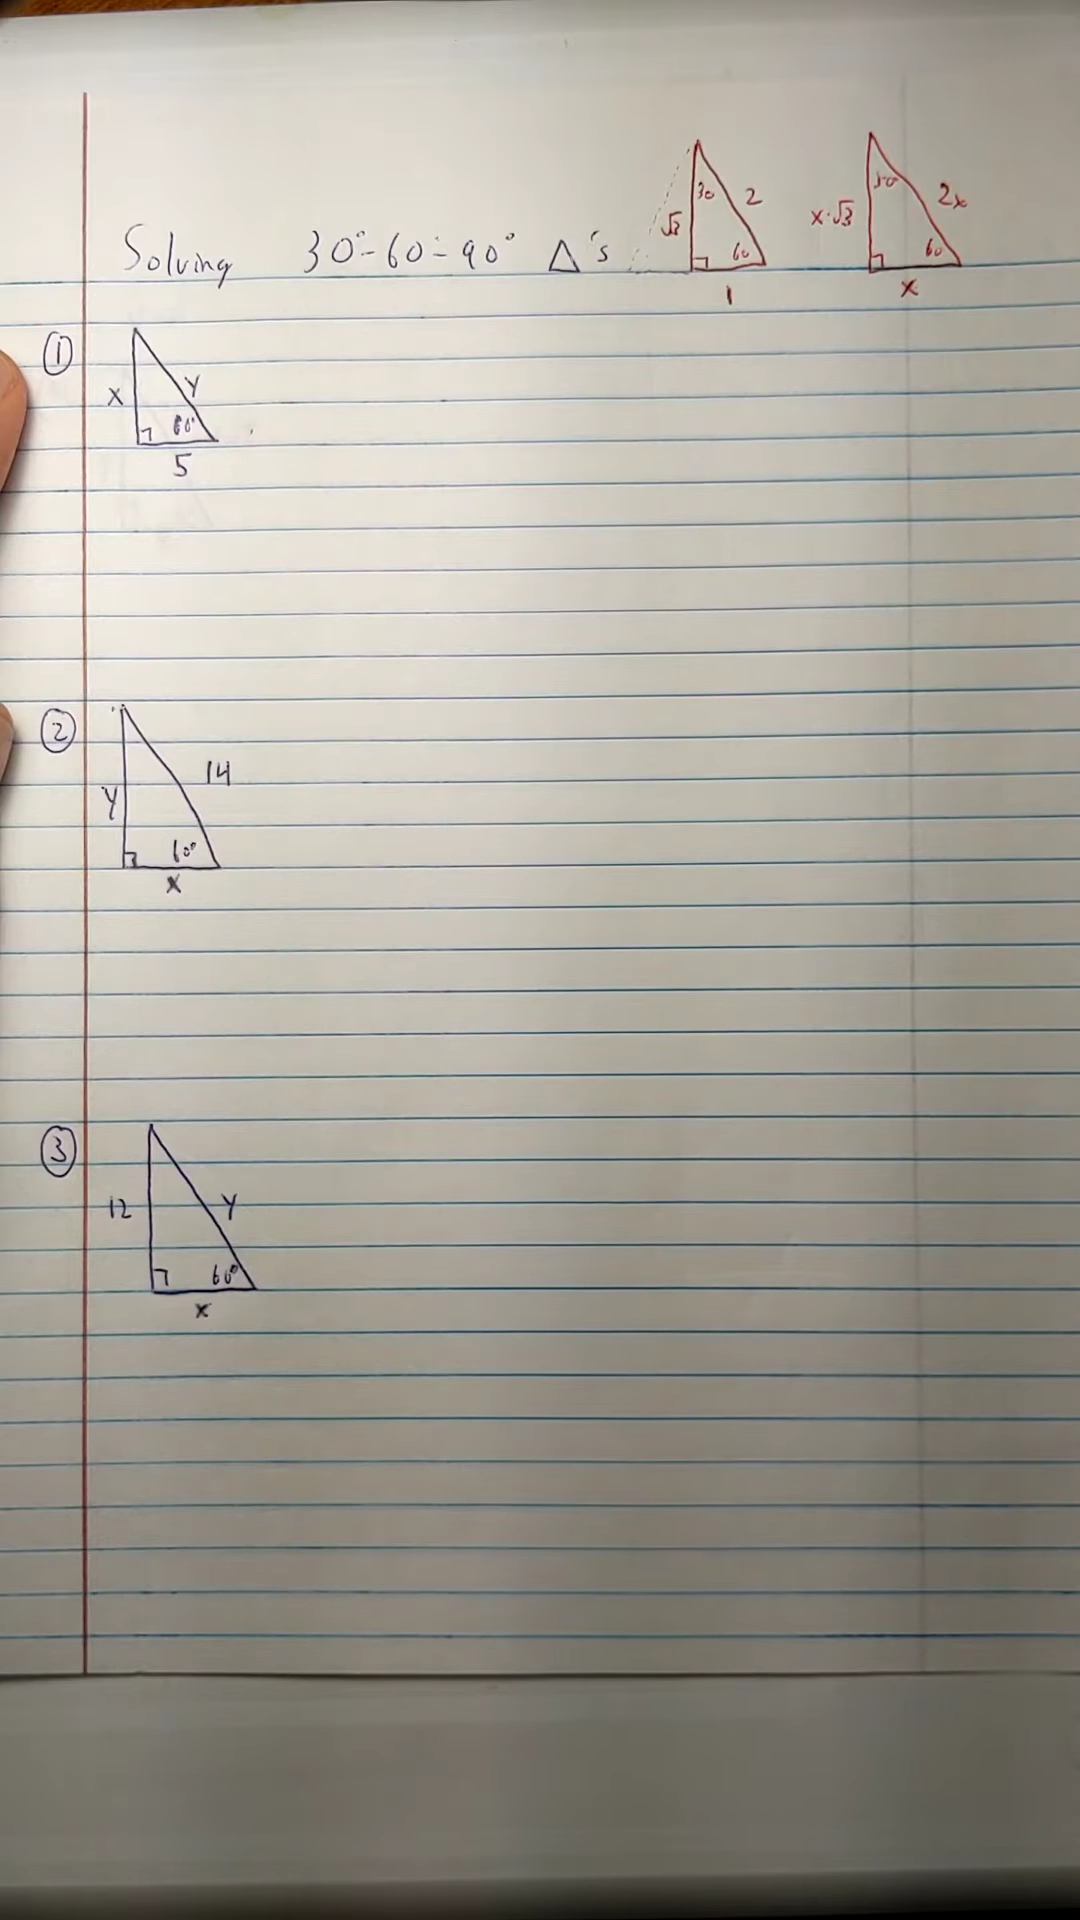 Solving 30°-60-90° Δ's
√3 30 2 60 1
x·√3 30 2x 60 x
①
x y 60° 5
②
y 14 60° x
③
12 y 60° x